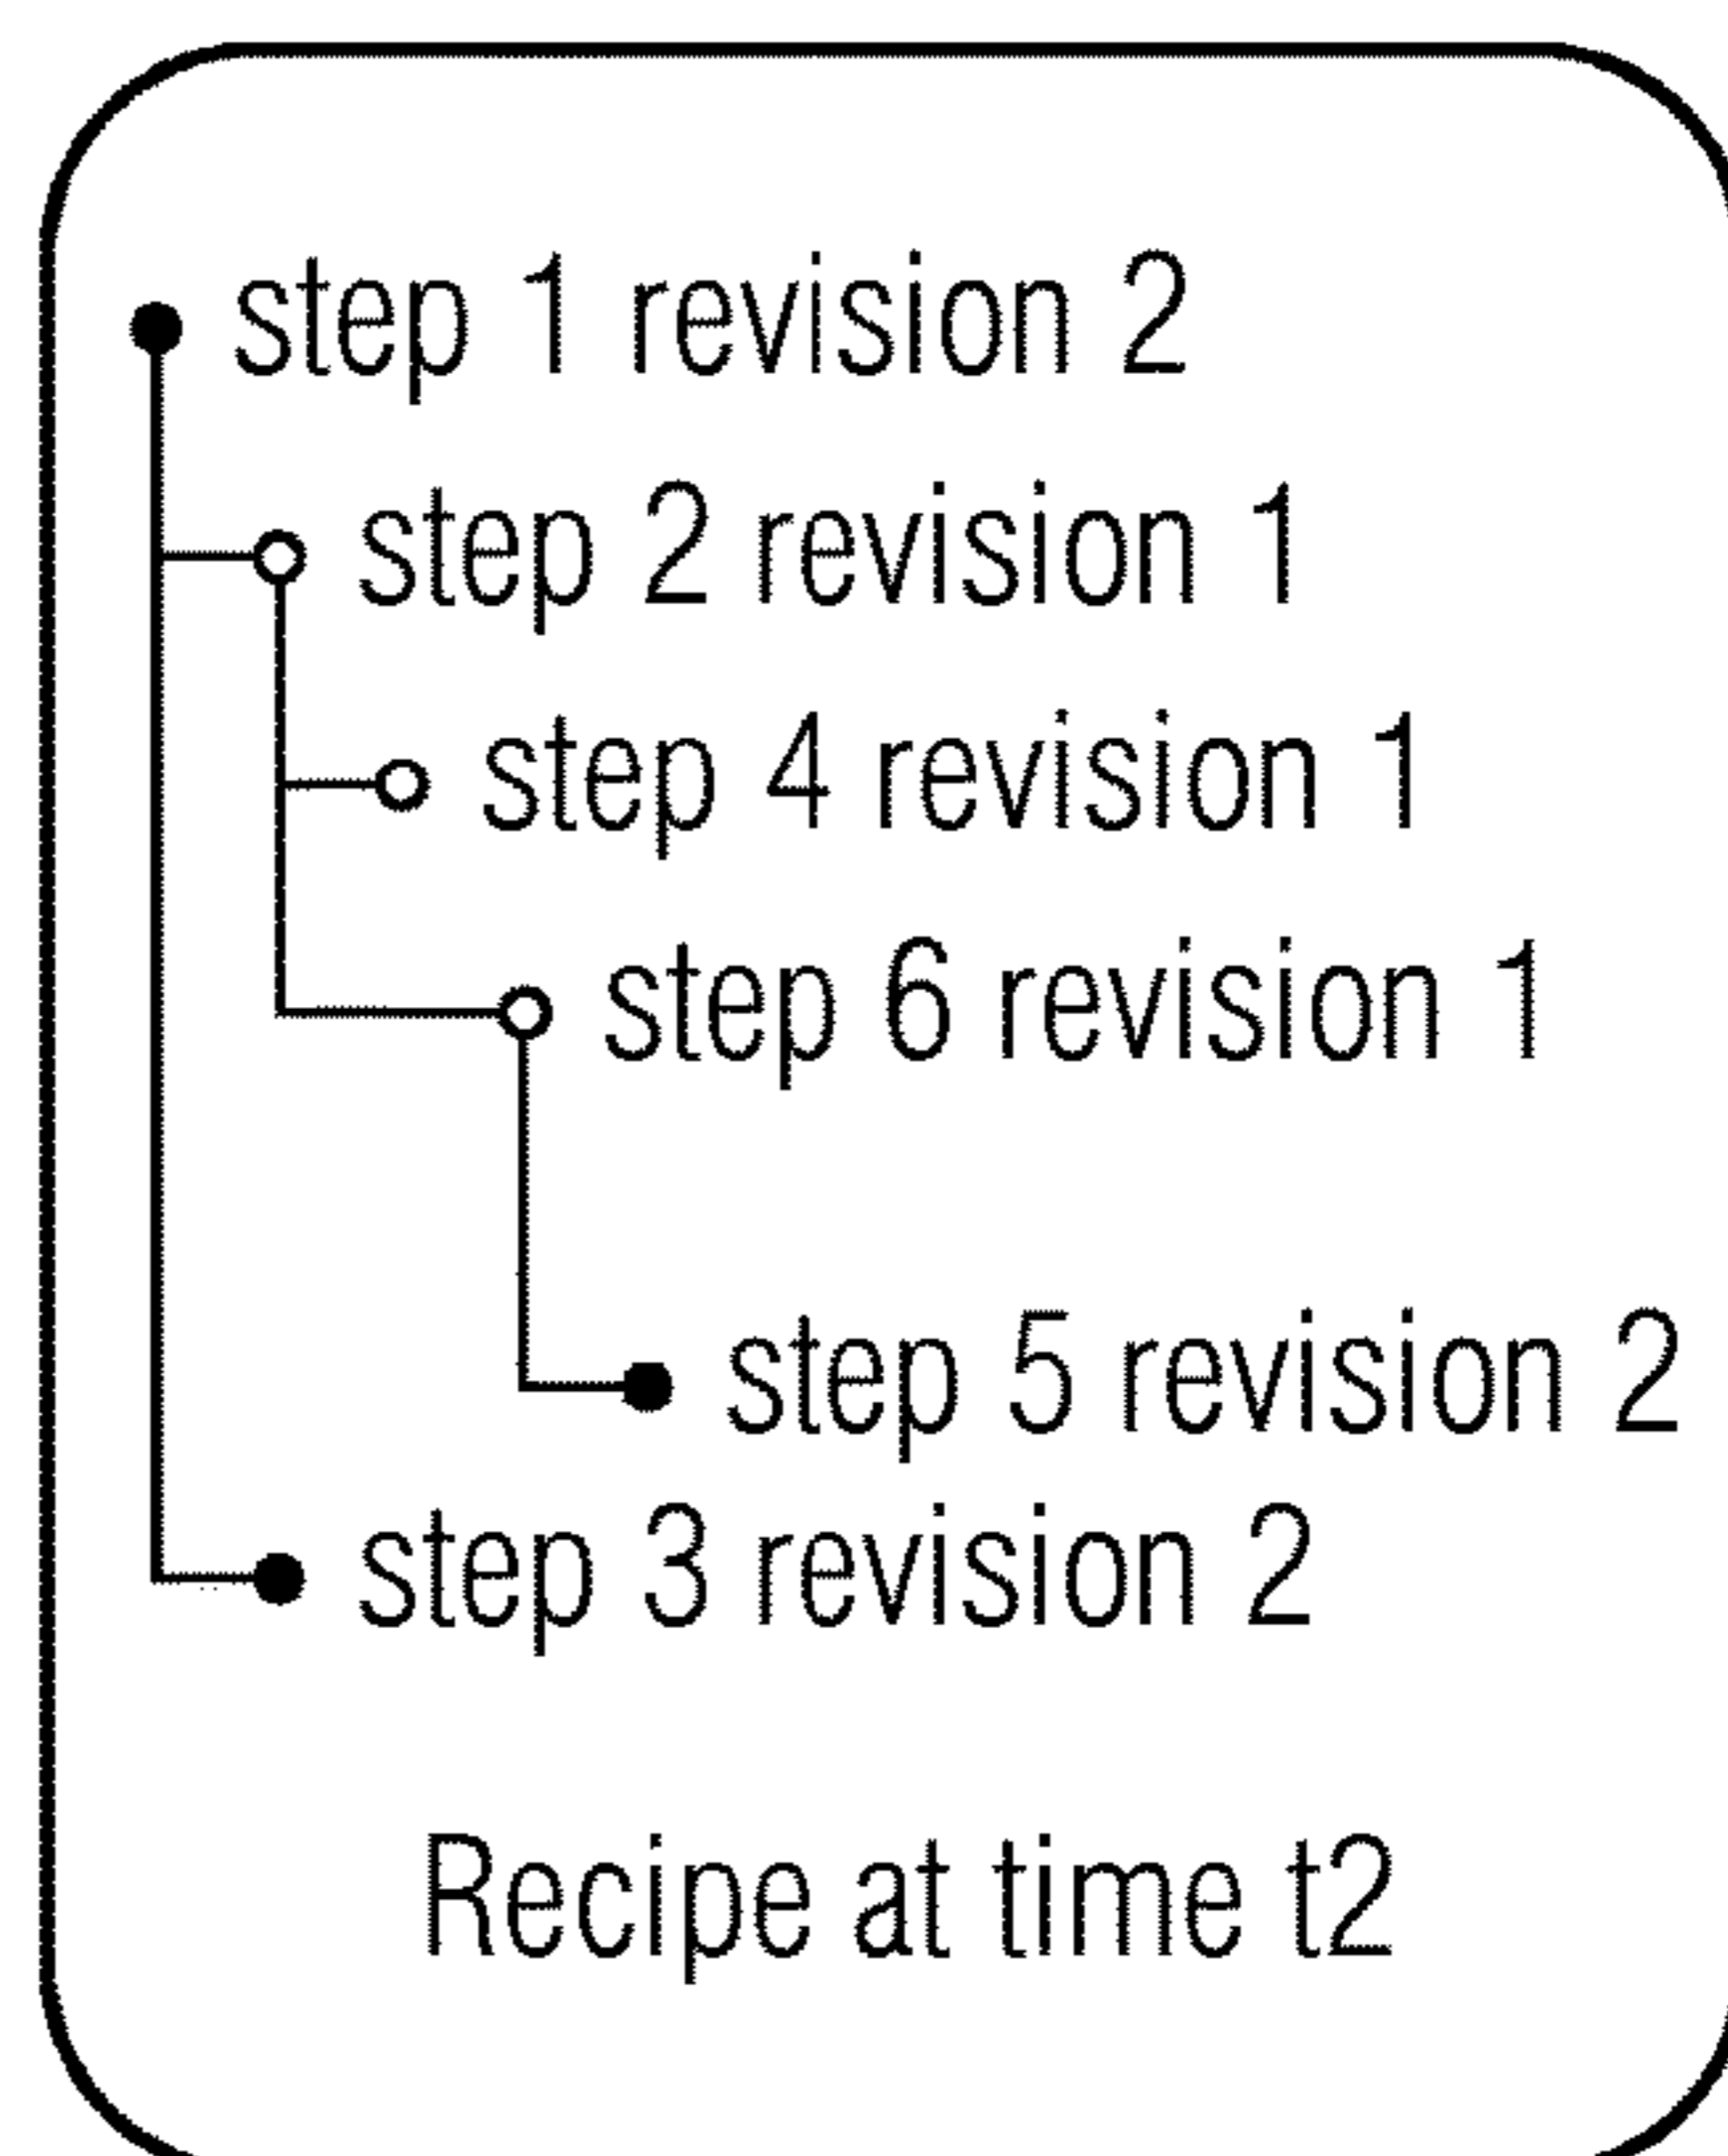 step 1 revision 2
step 2 revision 1
step 4 revision 1
step 6 revision 1
step 5 revision 2
step 3 revision 2
Recipe at time t2